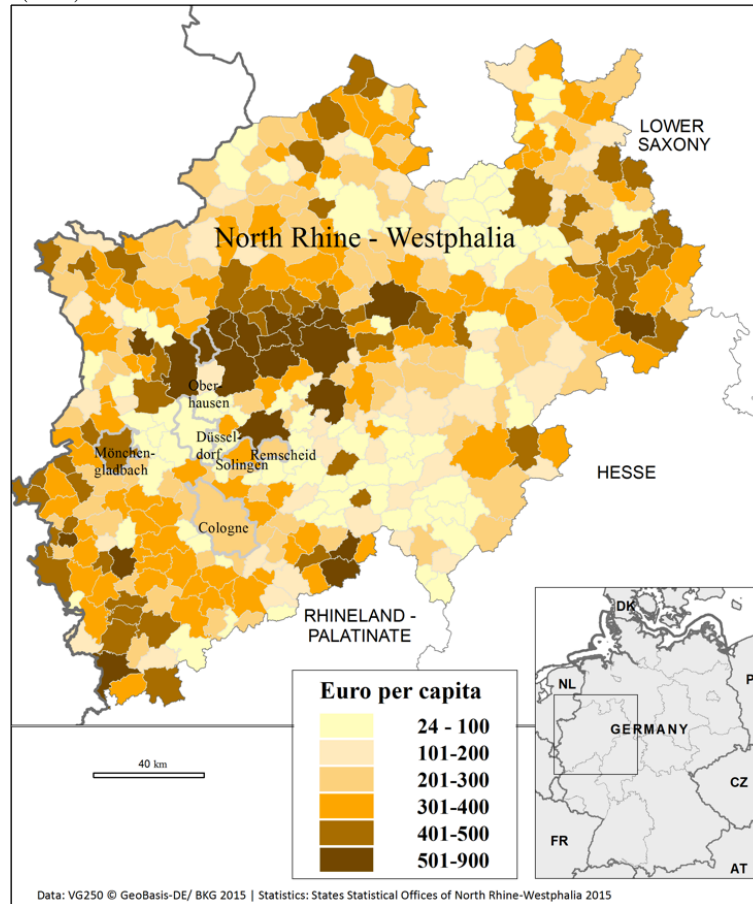 LOWER
SAXONY
North Rhine - Westphalia
Ober-
hausen
Mönchen-
gladbach
Düssel-
dorf
Solingen
Remscheid
HESSE
Cologne
RHINELAND -
PALATINATE
Euro per capita
24 - 100
101-200
201-300
301-400
401-500
501-900
40 km
DK
NL
P
GERMANY
CZ
FR
AT
Data: VG250 © GeoBasis-DE/ BKG 2015 | Statistics: States Statistical Offices of North Rhine-Westphalia 2015